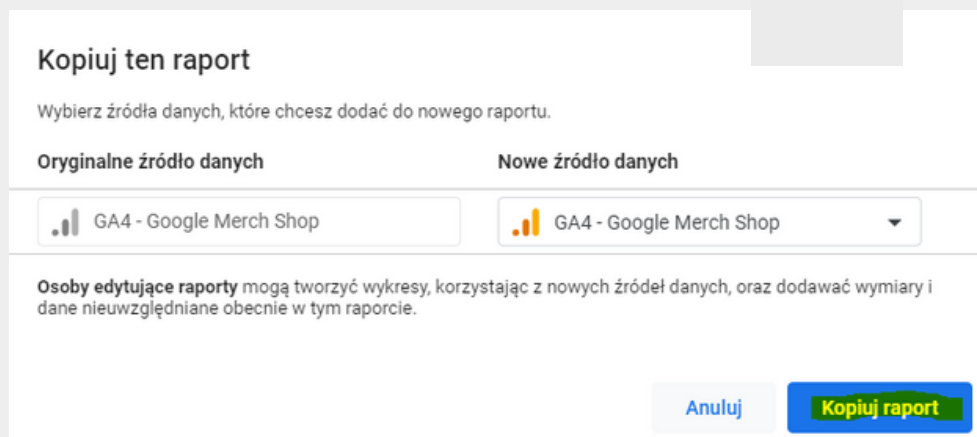 Kopiuj ten raport
Wybierz źródła danych, które chcesz dodać do nowego raportu.
Oryginalne źródło danych
Nowe źródło danych
GA4 - Google Merch Shop
GA4 - Google Merch Shop
Osoby edytujące raporty mogą tworzyć wykresy, korzystając z nowych źródeł danych, oraz dodawać wymiary i
dane nieuwzględniane obecnie w tym raporcie.
Anuluj
Kopiuj raport